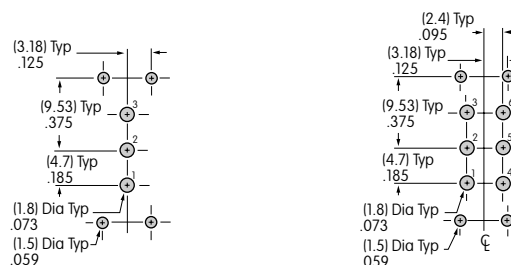 (3.18) Typ
.125
(9.53) Typ
.375
3
2
(4.7) Typ
.185
1
(1.8) Dia Typ
.073
(1.5) Dia Typ
.059
(2.4) Typ
.095
(3.18) Typ
.125
(9.53) Typ
.375
3
2
5
(4.7) Typ
.185
1
4
(1.8) Dia Typ
.073
(1.5) Dia Typ
.059
℄